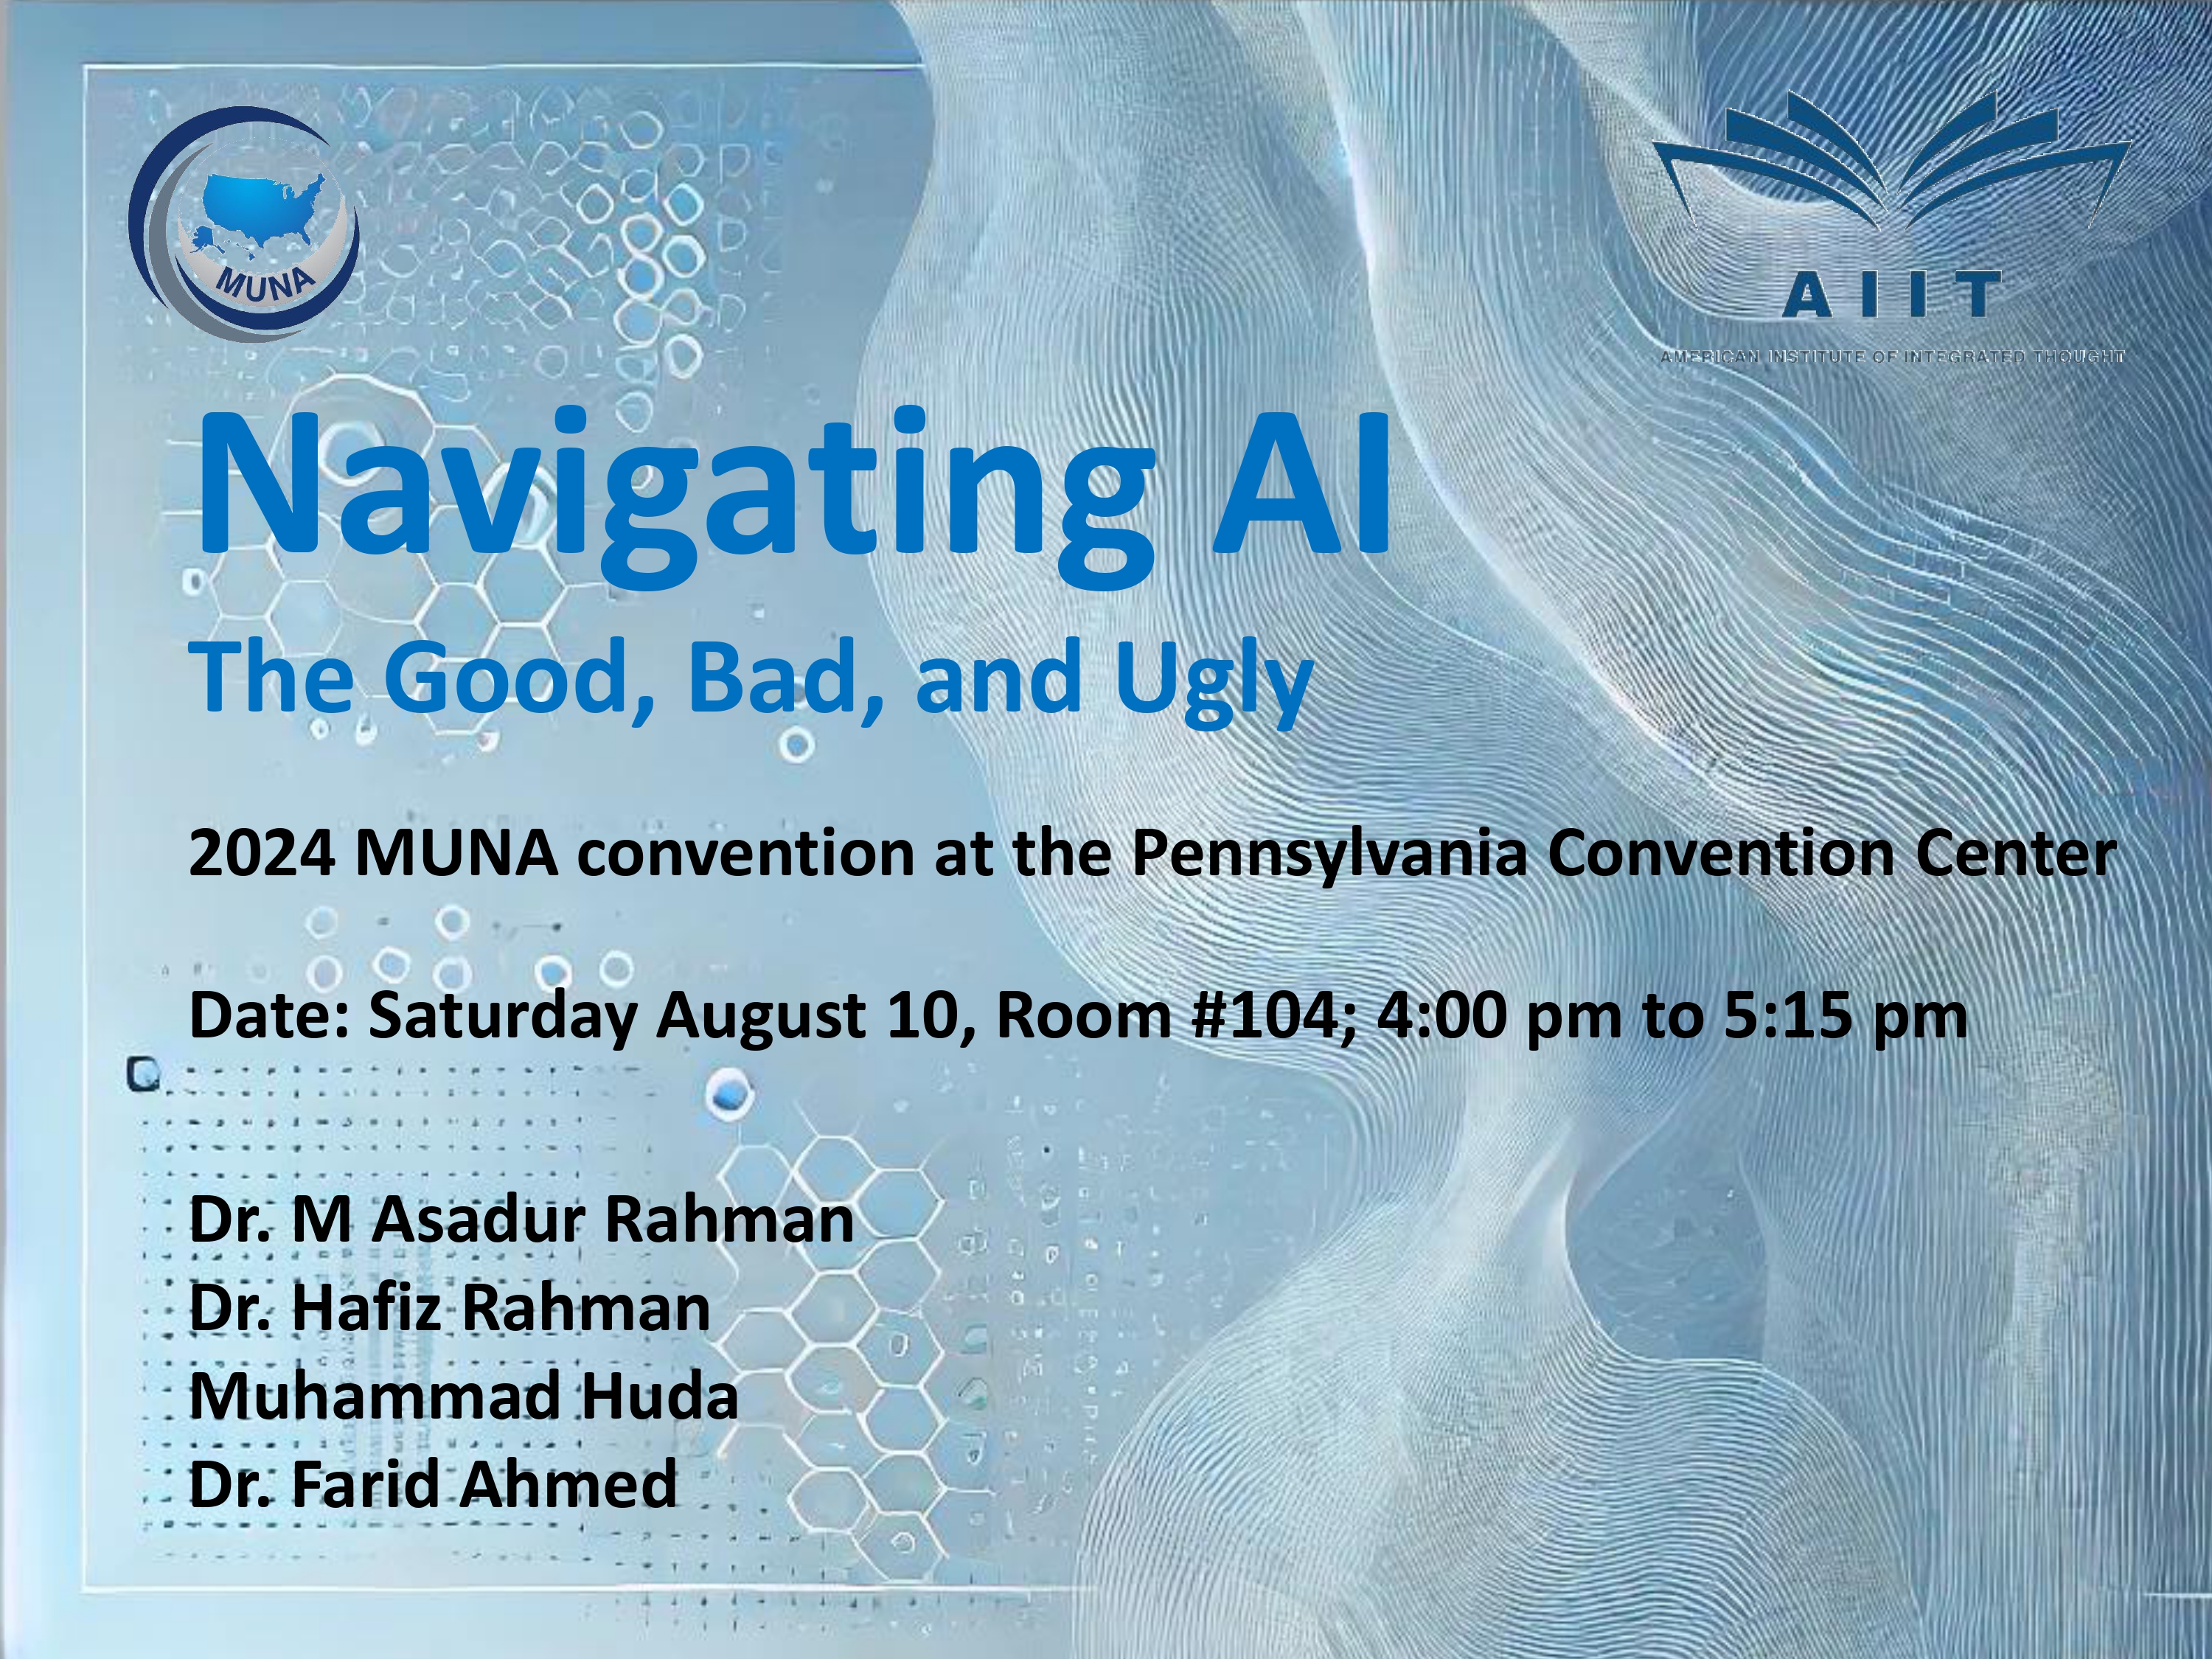 MUNA
A I I T
AMERICAN INSTITUTE OF INTEGRATED THOUGHT
Navigating AI
The Good, Bad, and Ugly
2024 MUNA convention at the Pennsylvania Convention Center
Date: Saturday August 10, Room #104; 4:00 pm to 5:15 pm
Dr. M Asadur Rahman
Dr. Hafiz Rahman
Muhammad Huda
Dr. Farid Ahmed